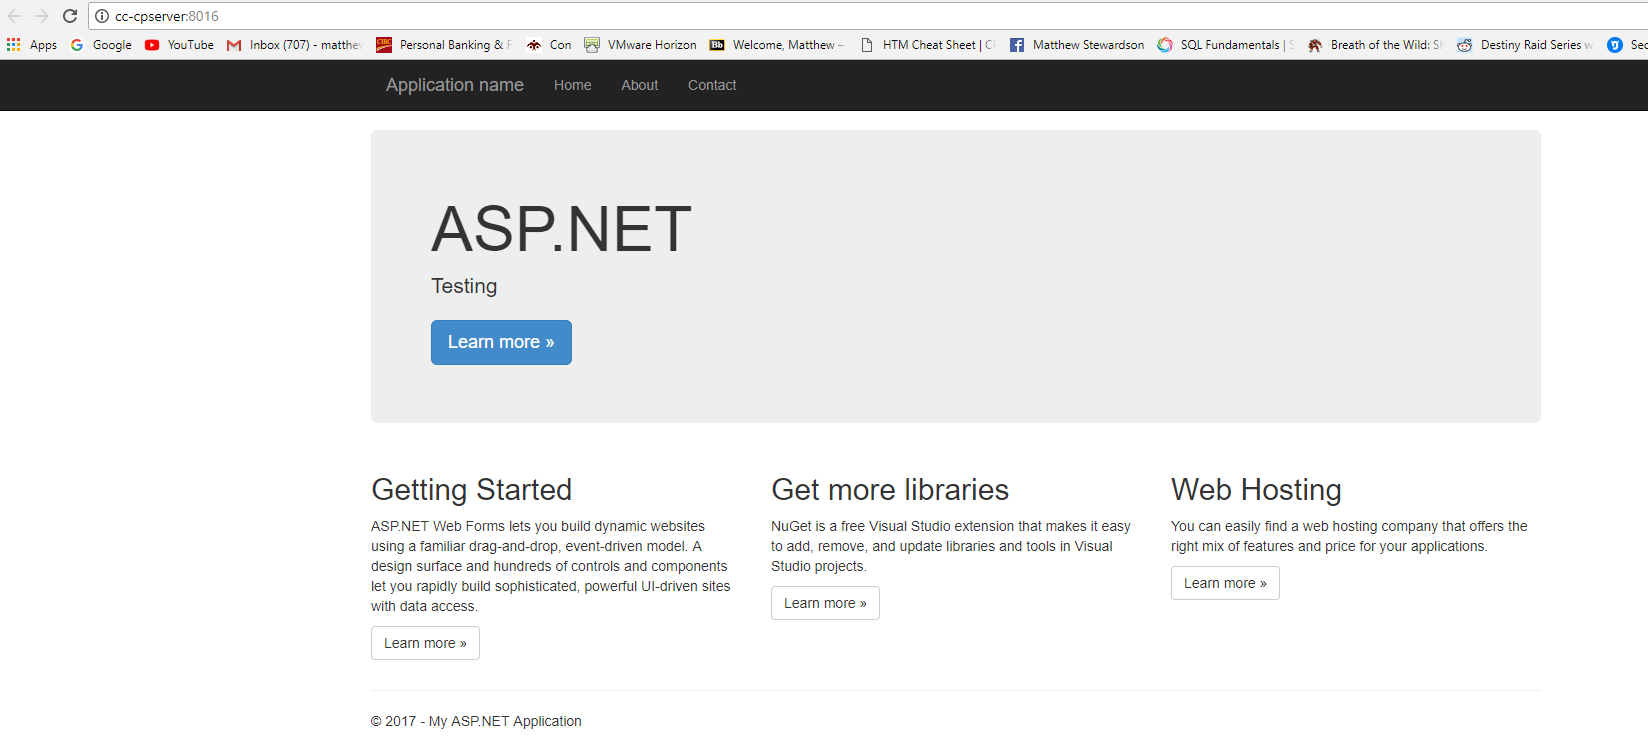 cc-cpserver:8016
Apps Google YouTube Inbox (707) - matthew Personal Banking & F Con VMware Horizon Bb Welcome, Matthew – HTM Cheat Sheet | Matthew Stewardson SQL Fundamentals | Breath of the Wild: Destiny Raid Series Sec
Application name Home About Contact
ASP.NET
Testing
Learn more »
Getting Started
ASP.NET Web Forms lets you build dynamic websites
using a familiar drag-and-drop, event-driven model. A
design surface and hundreds of controls and components
let you rapidly build sophisticated, powerful UI-driven sites
with data access.
Learn more »
Get more libraries
NuGet is a free Visual Studio extension that makes it easy
to add, remove, and update libraries and tools in Visual
Studio projects.
Learn more »
Web Hosting
You can easily find a web hosting company that offers the
right mix of features and price for your applications.
Learn more »
© 2017 - My ASP.NET Application